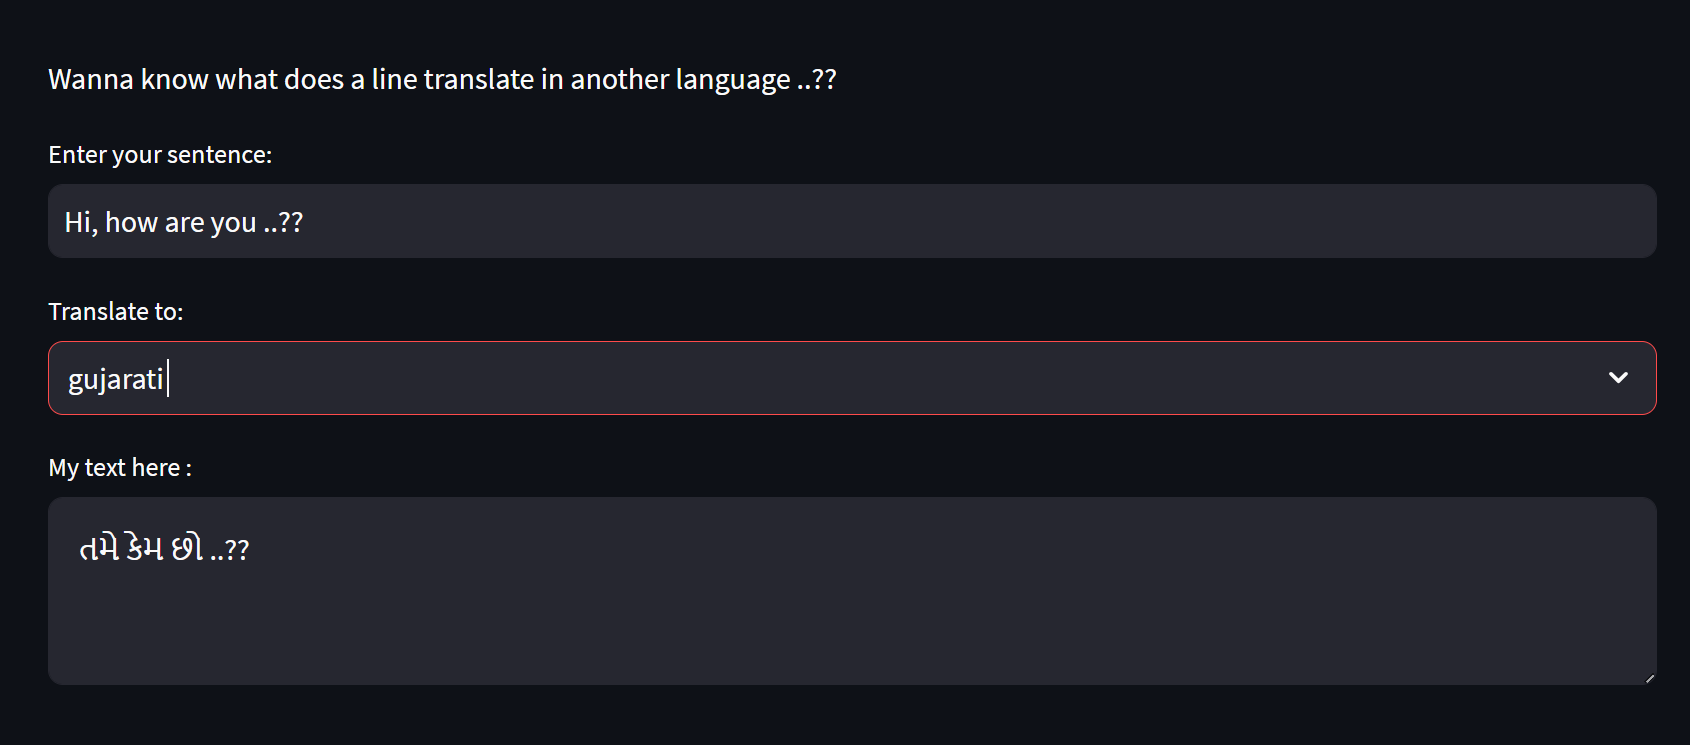 Wanna know what does a line translate in another language ..??
Enter your sentence:
Hi, how are you ..??
Translate to:
gujarati
My text here :
તમે કેમ છો ..??